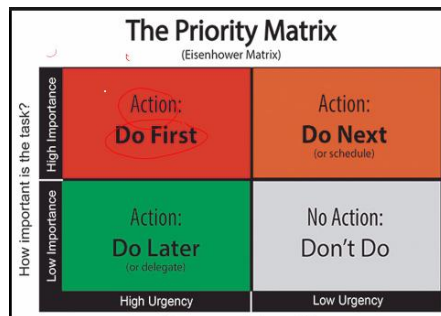 The Priority Matrix
(Eisenhower Matrix)
How important is the task?
High Importance
Action:
Do First
Action:
Do Next
(or schedule)
Low Importance
Action:
Do Later
(or delegate)
No Action:
Don't Do
High Urgency
Low Urgency